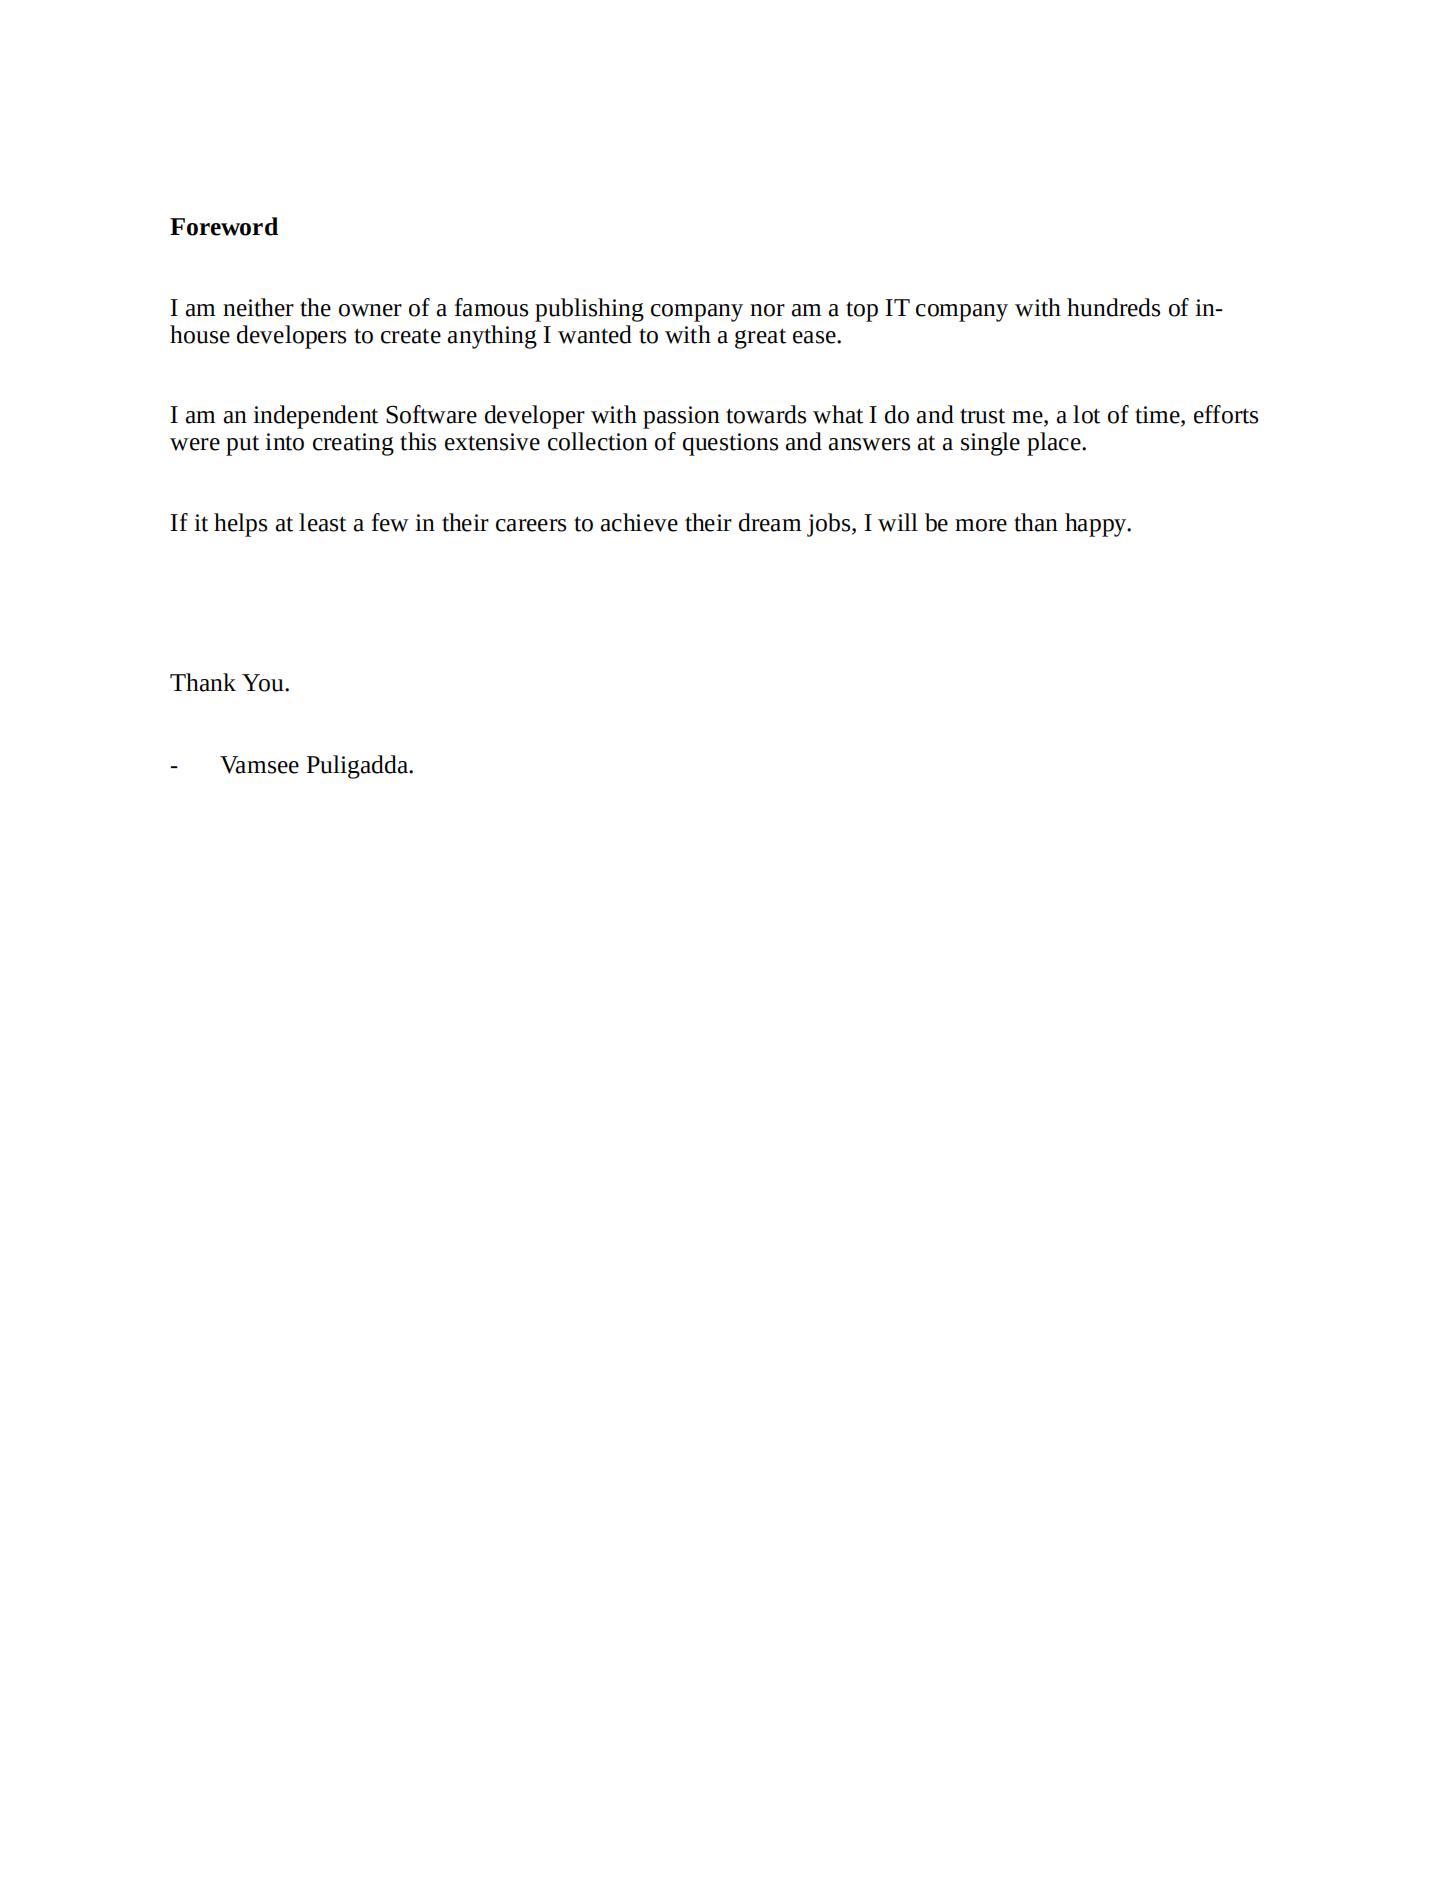 Foreword
I am neither the owner of a famous publishing company nor am a top IT company with hundreds of in-
house developers to create anything I wanted to with a great ease.
I am an independent Software developer with passion towards what I do and trust me, a lot of time, efforts
were put into creating this extensive collection of questions and answers at a single place.
If it helps at least a few in their careers to achieve their dream jobs, I will be more than happy.
Thank You.
- Vamsee Puligadda.